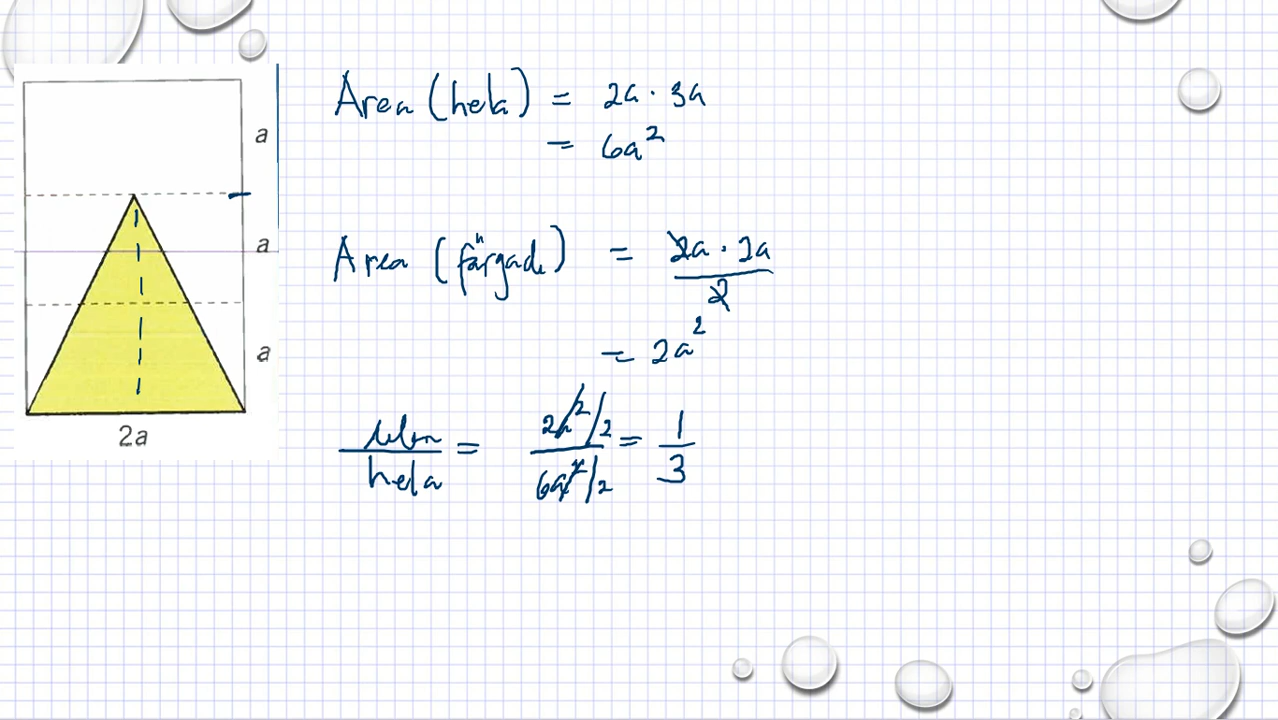 a
a
a
2a
Area (hela) = 2a · 3a
= 6a²
Area (färgade) = 2a · 2a / 2
= 2a²
delen / hela = 2a²/2 / 6a²/2 = 1/3